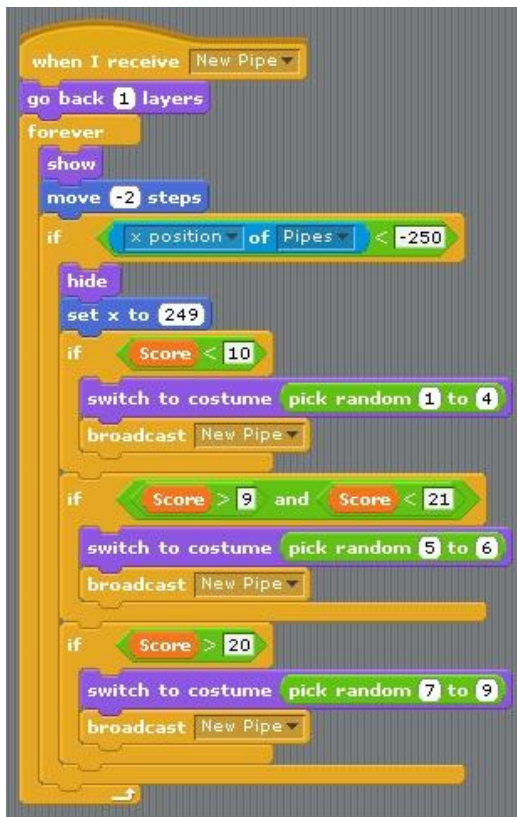 when I receive New Pipe
go back 1 layers
forever
show
move -2 steps
if x position of Pipes < -250
hide
set x to 249
if Score < 10
switch to costume pick random 1 to 4
broadcast New Pipe
if Score > 9 and Score < 21
switch to costume pick random 5 to 6
broadcast New Pipe
if Score > 20
switch to costume pick random 7 to 9
broadcast New Pipe